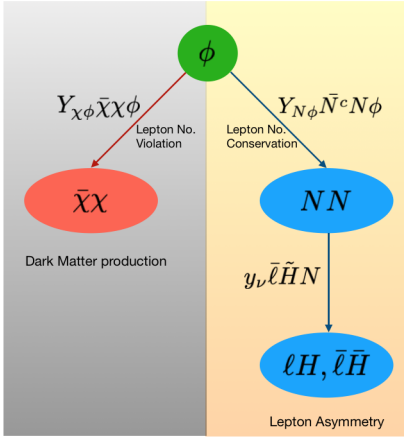 ϕ
Y_{χϕ} χ̄χϕ
Y_{Nϕ} N̄ᶜNϕ
Lepton No.
Violation
Lepton No.
Conservation
χ̄χ
NN
Dark Matter production
y_ν ℓ̄H̃N
ℓH, ℓ̄H̄
Lepton Asymmetry